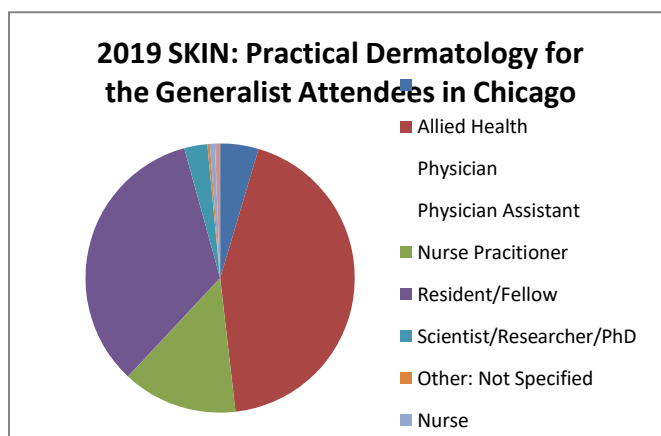 2019 SKIN: Practical Dermatology for
the Generalist Attendees in Chicago
Allied Health
Physician
Physician Assistant
Nurse Pracitioner
Resident/Fellow
Scientist/Researcher/PhD
Other: Not Specified
Nurse